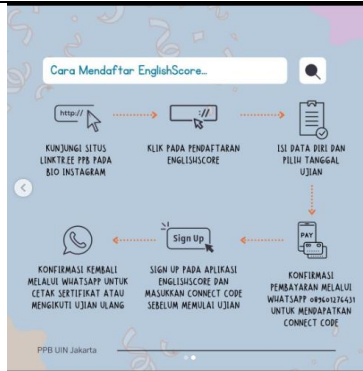 Cara Mendaftar EnglishScore...
http://
://
KUNJUNGI SITUS
LINKTR.EE PPB PADA
BIO INSTAGRAM
KLIK PADA PENDAFTARAN
ENGLISHSCORE
ISI DATA DIRI DAN
PILIH TANGGAL
UJIAN
PAY
KONFIRMASI
PEMBAYARAN MELALUI
WHATSAPP 089601276431
UNTUK MENDAPATKAN
CONNECT CODE
Sign Up
SIGN UP PADA APLIKASI
ENGLISHSCORE DAN
MASUKKAN CONNECT CODE
SEBELUM MEMULAI UJIAN
KONFIRMASI KEMBALI
MELALUI WHATSAPP UNTUK
CETAK SERTIFIKAT ATAU
MENGIKUTI UJIAN ULANG
PPB UIN Jakarta